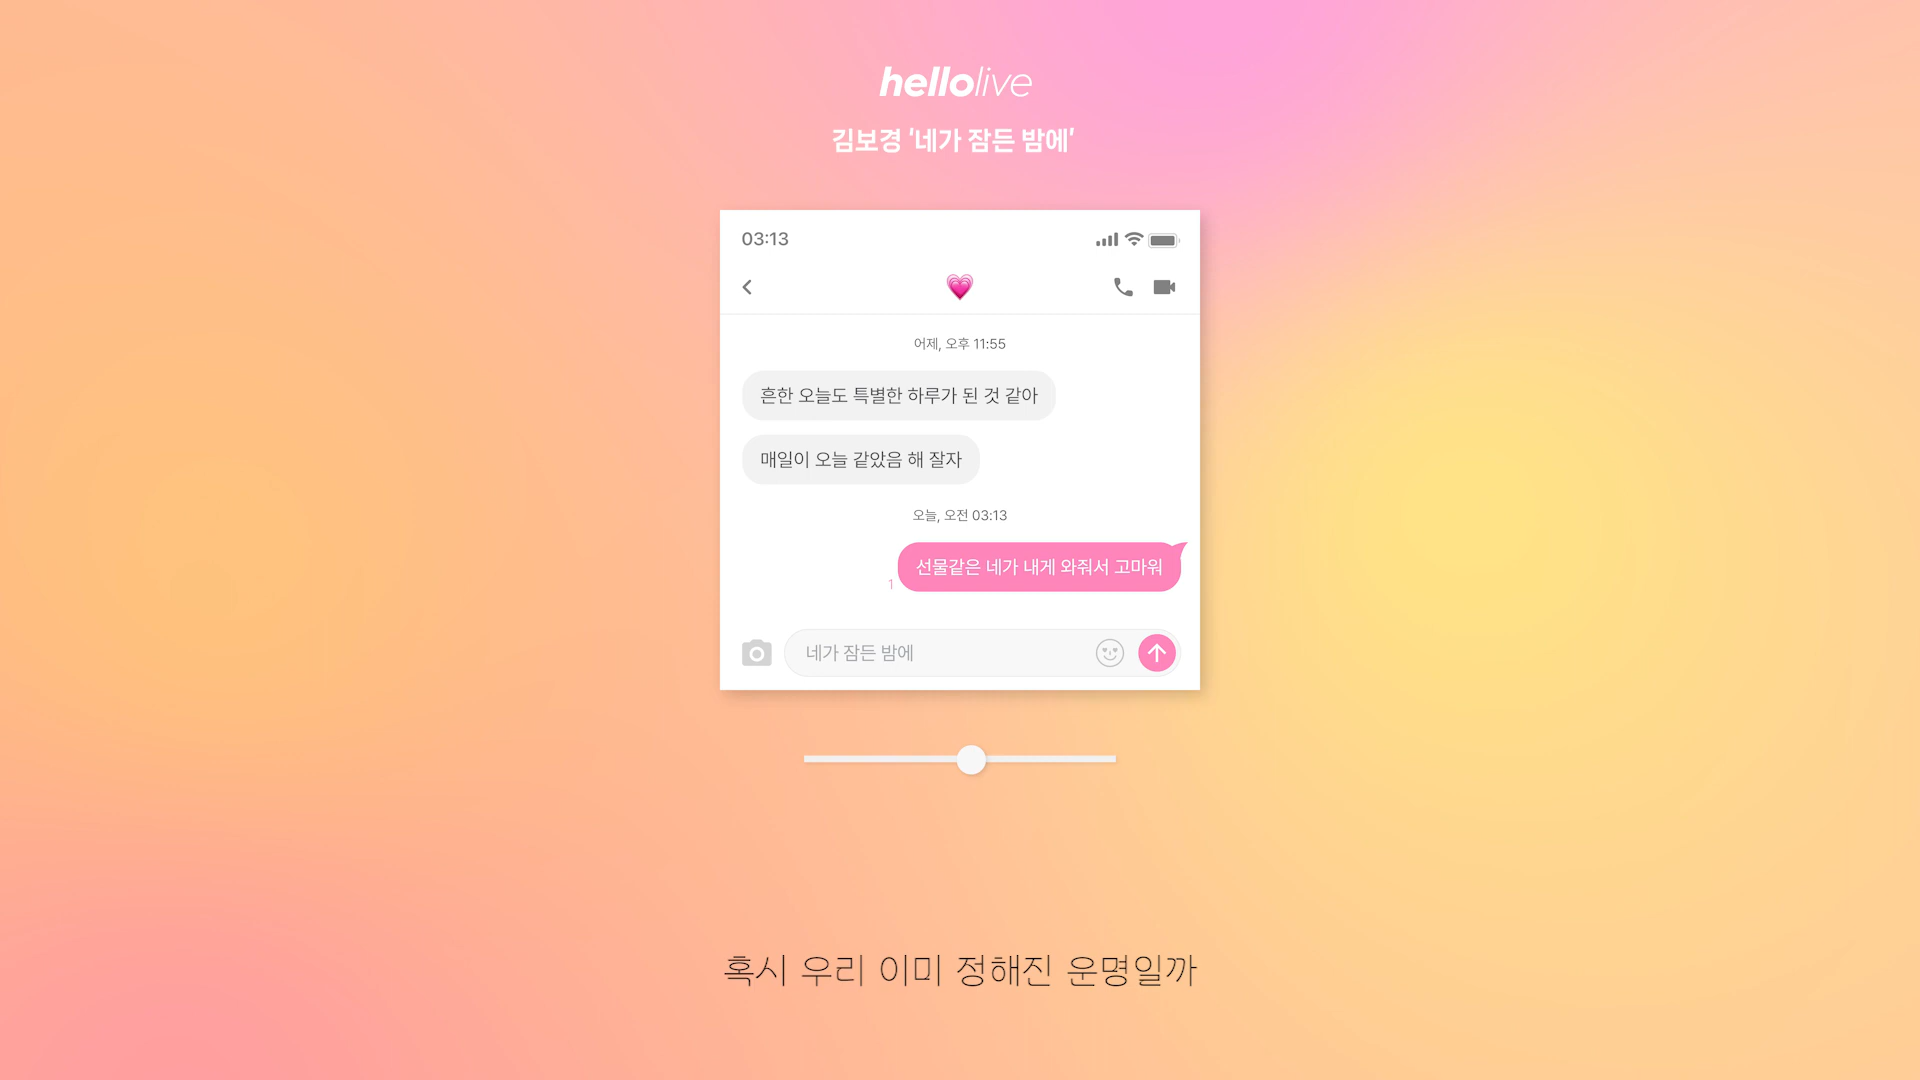 hellolive
김보경 '네가 잠든 밤에'
03:13
어제, 오후 11:55
흔한 오늘도 특별한 하루가 된 것 같아
매일이 오늘 같았음 해 잘자
오늘, 오전 03:13
선물같은 네가 내게 와줘서 고마워
1
네가 잠든 밤에
혹시 우리 이미 정해진 운명일까